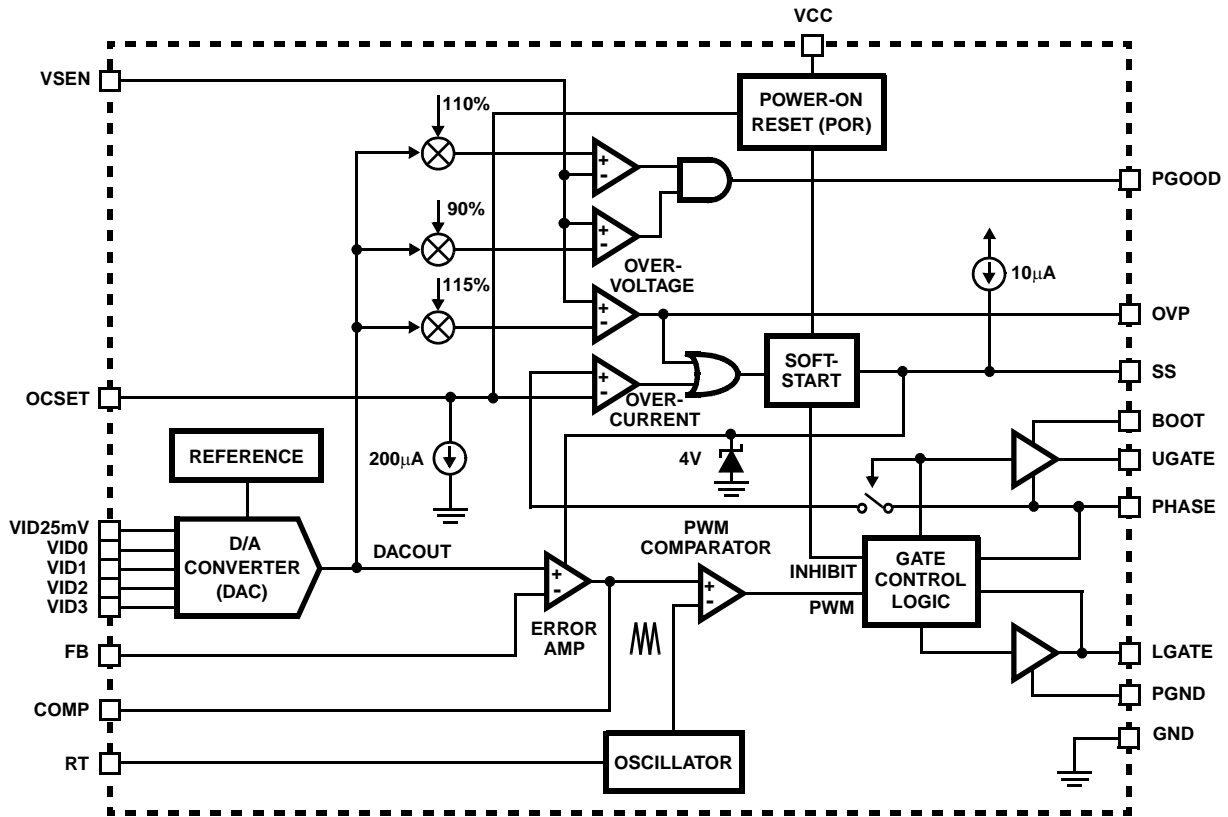 VCC
VSEN
110%
POWER-ON
RESET (POR)
+
-
PGOOD
90%
+
-
10μA
OVER-
VOLTAGE
115%
+
-
OVP
SOFT-
START
SS
+
-
OCSET
OVER-
CURRENT
BOOT
REFERENCE
200μA
4V
UGATE
PHASE
VID25mV
VID0
VID1
VID2
VID3
D/A
CONVERTER
(DAC)
DACOUT
PWM
COMPARATOR
+
-
+
-
INHIBIT
PWM
GATE
CONTROL
LOGIC
ERROR
AMP
FB
LGATE
COMP
PGND
GND
RT
OSCILLATOR